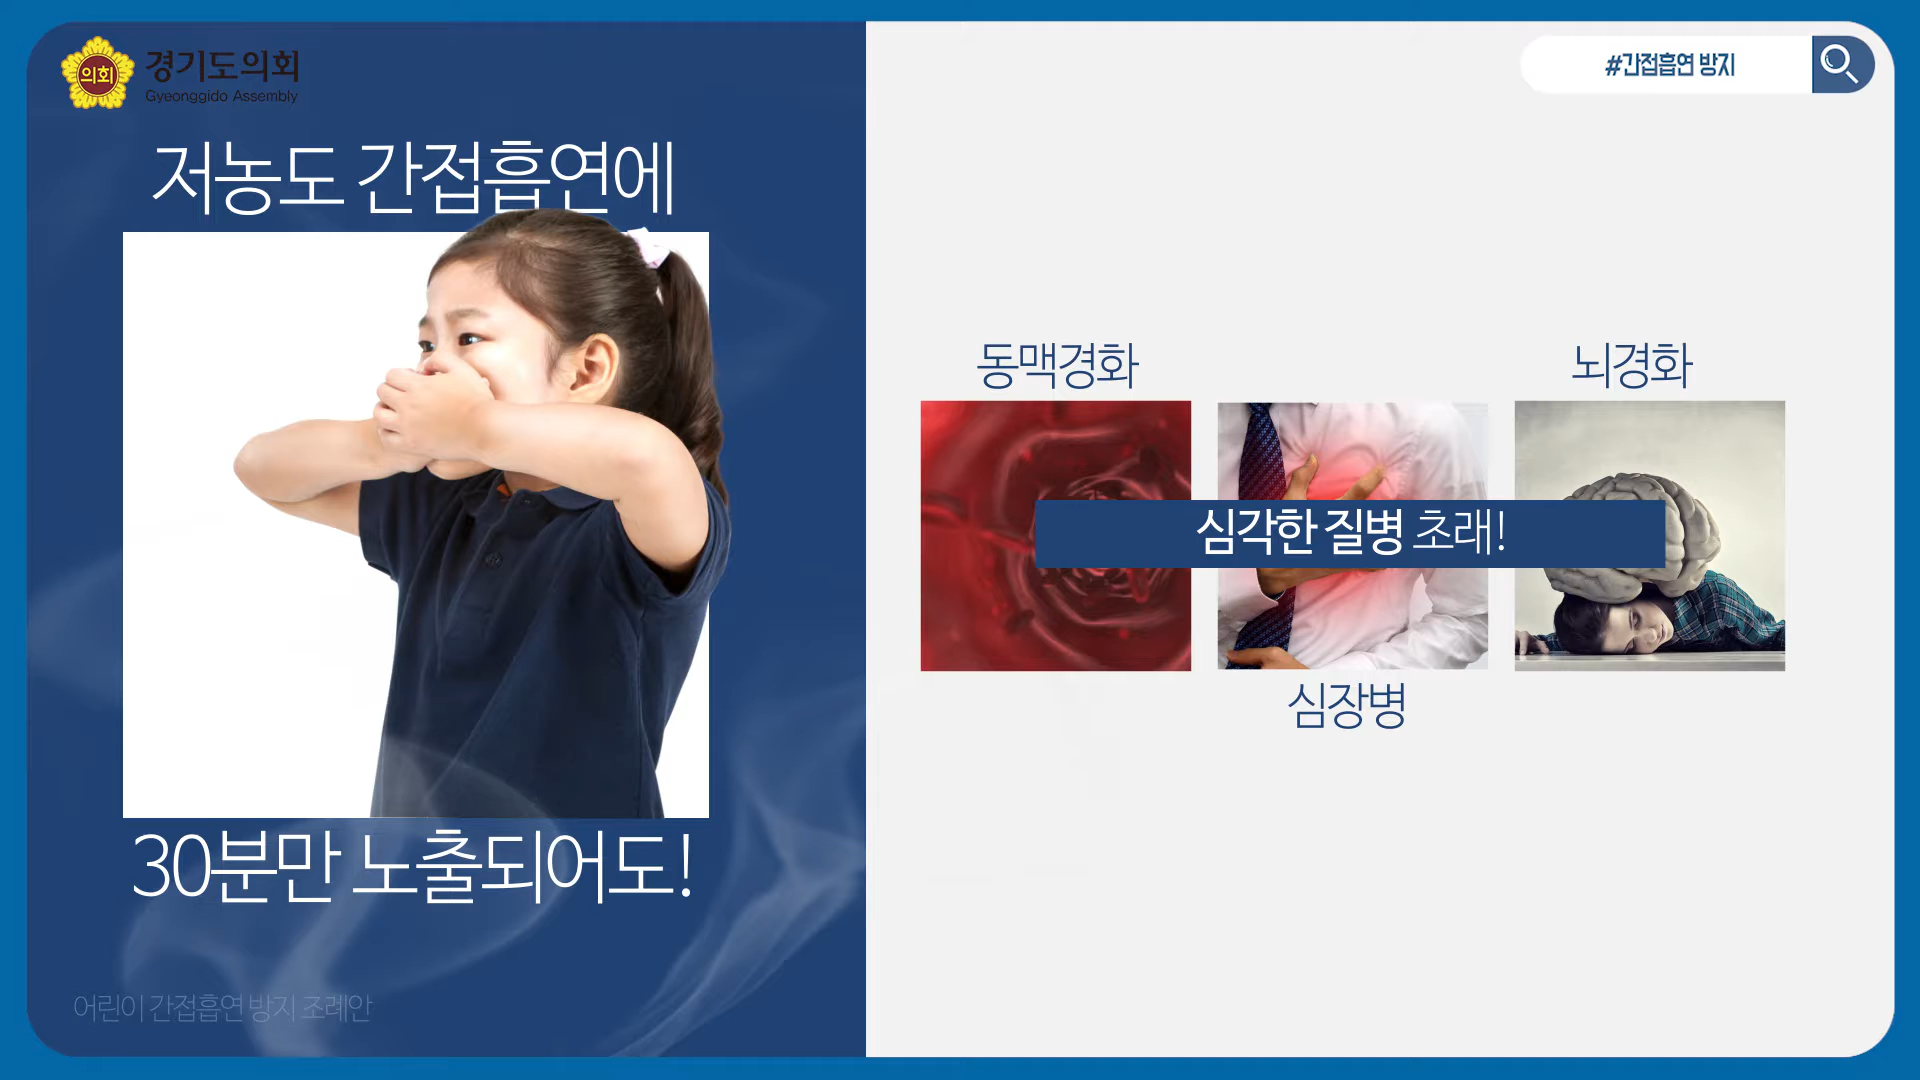 의회
경기도의회
Gyeonggido Assembly
#간접흡연 방지
저농도 간접흡연에
30분만 노출되어도!
동맥경화
뇌경화
심각한 질병 초래!
심장병
어린이 간접흡연 방지 조례안